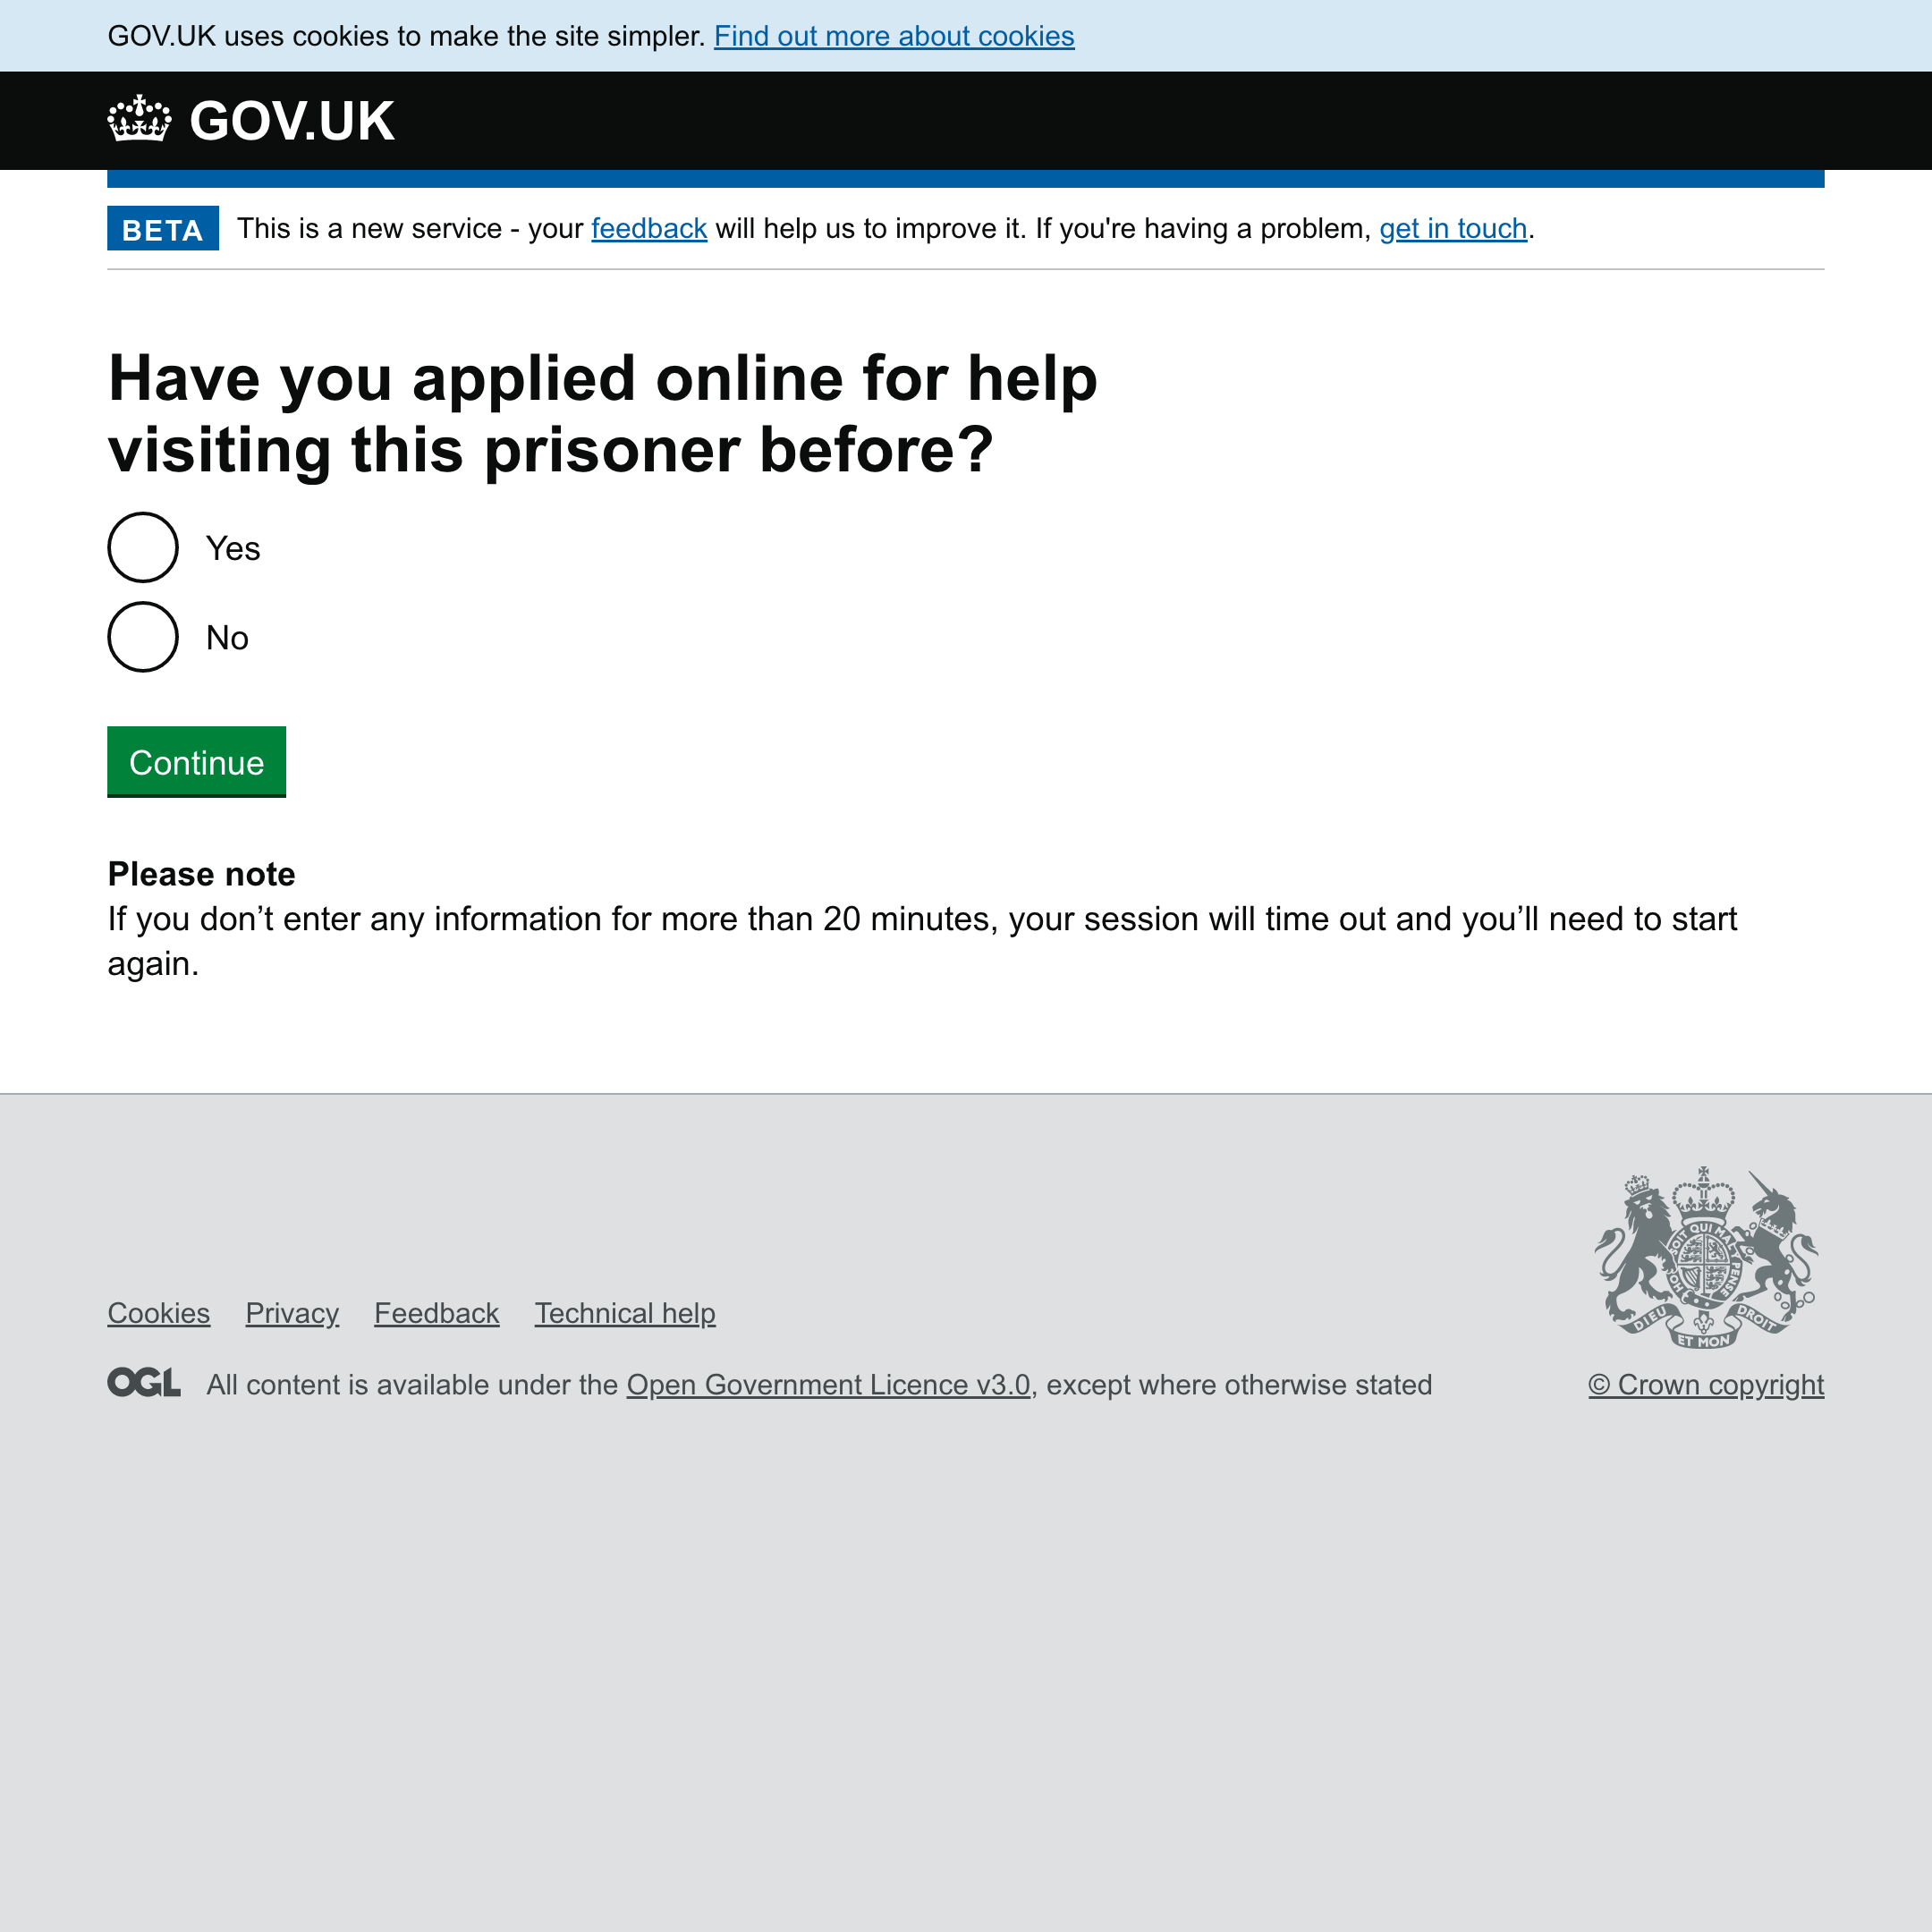 GOV.UK uses cookies to make the site simpler. Find out more about cookies
GOV.UK
BETA This is a new service - your feedback will help us to improve it. If you're having a problem, get in touch.
Have you applied online for help
visiting this prisoner before?
Yes
No
Continue
Please note
If you don’t enter any information for more than 20 minutes, your session will time out and you’ll need to start
again.
SOIT QUI MAL Y PENSE
HON
DIEU ET MON DROIT
Cookies Privacy Feedback Technical help
OGL All content is available under the Open Government Licence v3.0, except where otherwise stated
© Crown copyright